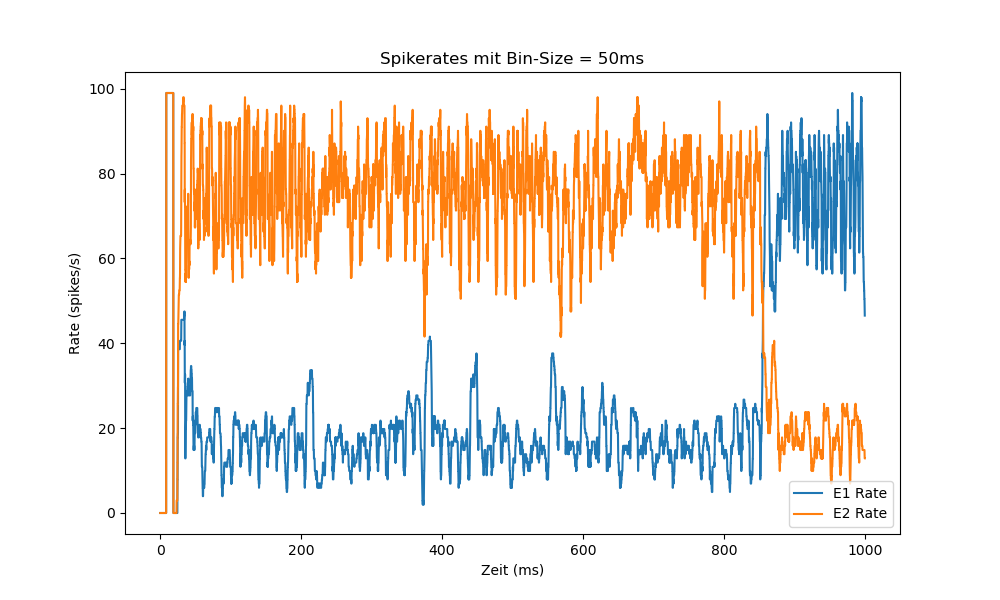 Spikerates mit Bin-Size = 50ms
100
80
60
40
20
0
Rate (spikes/s)
0 200 400 600 800 1000
Zeit (ms)
E1 Rate
E2 Rate